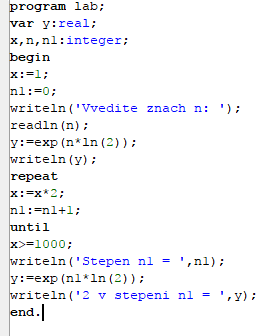 program lab;
var y:real;
x,n,n1:integer;
begin
x:=1;
n1:=0;
writeln('Vvedite znach n: ');
readln(n);
y:=exp(n*ln(2));
writeln(y);
repeat
x:=x*2;
n1:=n1+1;
until
x>=1000;
writeln('Stepen n1 = ',n1);
y:=exp(n1*ln(2));
writeln('2 v stepeni n1 = ',y);
end.